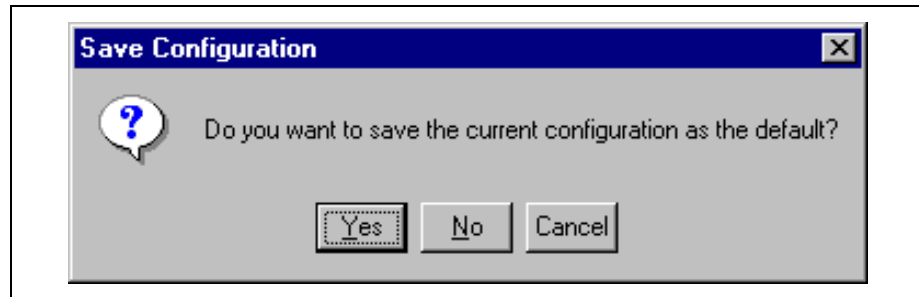 Save Configuration
?
Do you want to save the current configuration as the default?
Yes No Cancel